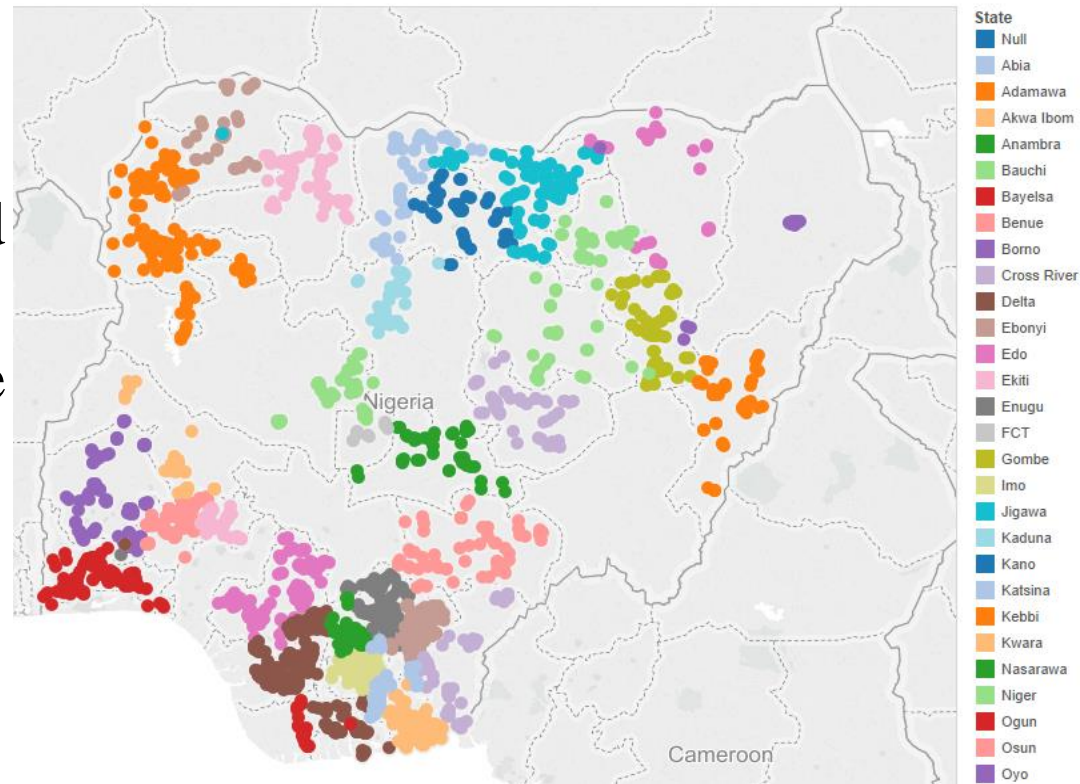 Nigeria
Cameroon
State
Null
Abia
Adamawa
Akwa Ibom
Anambra
Bauchi
Bayelsa
Benue
Borno
Cross River
Delta
Ebonyi
Edo
Ekiti
Enugu
FCT
Gombe
Imo
Jigawa
Kaduna
Kano
Katsina
Kebbi
Kwara
Nasarawa
Niger
Ogun
Osun
Oyo